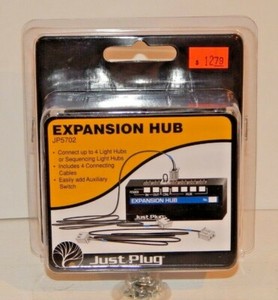 $ 12.99
EXPANSION HUB
JP5702
• Connect up to 4 Light Hubs
or Sequencing Light Hubs
• Includes 4 Connecting
Cables
• Easily add Auxiliary
Switch
EXPANSION HUB
Just Plug
Just Plug